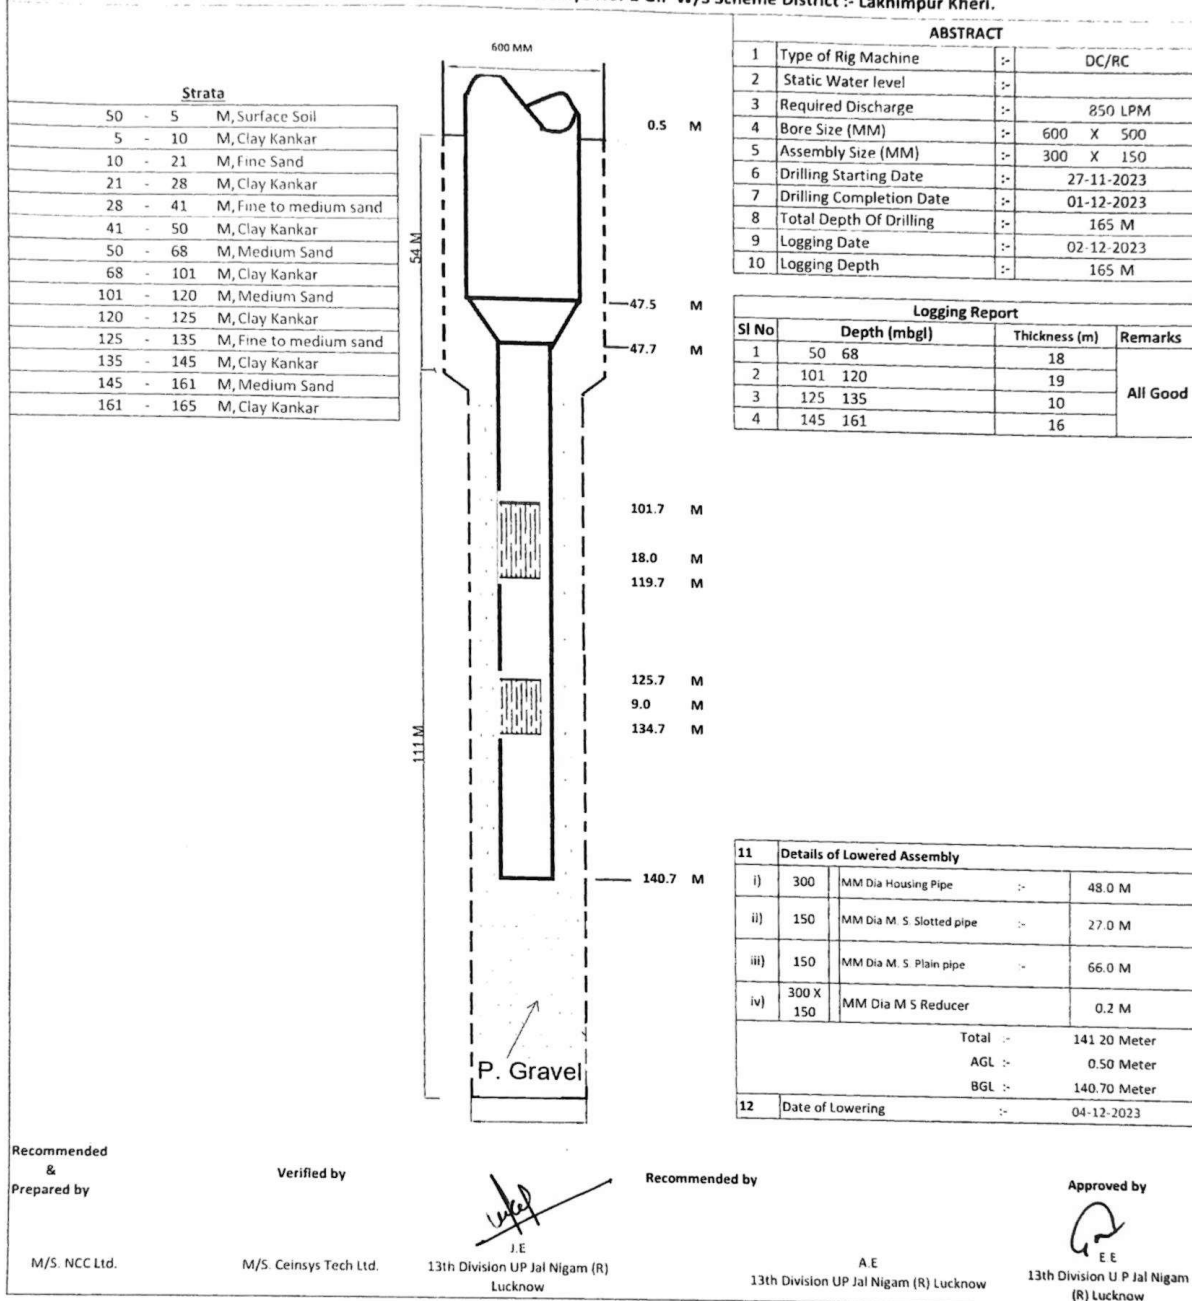 W/S Scheme District :- Lakhimpur Kheri.
600 MM
Strata
50 - 5 M, Surface Soil
5 - 10 M, Clay Kankar
10 - 21 M, Fine Sand
21 - 28 M, Clay Kankar
28 - 41 M, Fine to medium sand
41 - 50 M, Clay Kankar
50 - 68 M, Medium Sand
68 - 101 M, Clay Kankar
101 - 120 M, Medium Sand
120 - 125 M, Clay Kankar
125 - 135 M, Fine to medium sand
135 - 145 M, Clay Kankar
145 - 161 M, Medium Sand
161 - 165 M, Clay Kankar
54 M
111 M
0.5 M
47.5 M
47.7 M
101.7 M
18.0 M
119.7 M
125.7 M
9.0 M
134.7 M
140.7 M
P. Gravel
ABSTRACT
1 Type of Rig Machine :- DC/RC
2 Static Water level :-
3 Required Discharge :- 850 LPM
4 Bore Size (MM) :- 600 X 500
5 Assembly Size (MM) :- 300 X 150
6 Drilling Starting Date :- 27-11-2023
7 Drilling Completion Date :- 01-12-2023
8 Total Depth Of Drilling :- 165 M
9 Logging Date :- 02-12-2023
10 Logging Depth :- 165 M
Logging Report
Sl No Depth (mbgl) Thickness (m) Remarks
1 50 68 18
2 101 120 19
3 125 135 10
4 145 161 16
All Good
11 Details of Lowered Assembly
i) 300 MM Dia Housing Pipe :- 48.0 M
ii) 150 MM Dia M. S. Slotted pipe :- 27.0 M
iii) 150 MM Dia M. S. Plain pipe :- 66.0 M
iv) 300 X 150 MM Dia M S Reducer 0.2 M
Total :- 141 20 Meter
AGL :- 0.50 Meter
BGL :- 140.70 Meter
12 Date of Lowering :- 04-12-2023
Recommended
&
Prepared by
Verified by
Recommended by
Approved by
M/S. NCC Ltd.
M/S. Ceinsys Tech Ltd.
J.E
13th Division UP Jal Nigam (R)
Lucknow
A.E
13th Division UP Jal Nigam (R) Lucknow
E E
13th Division U P Jal Nigam
(R) Lucknow